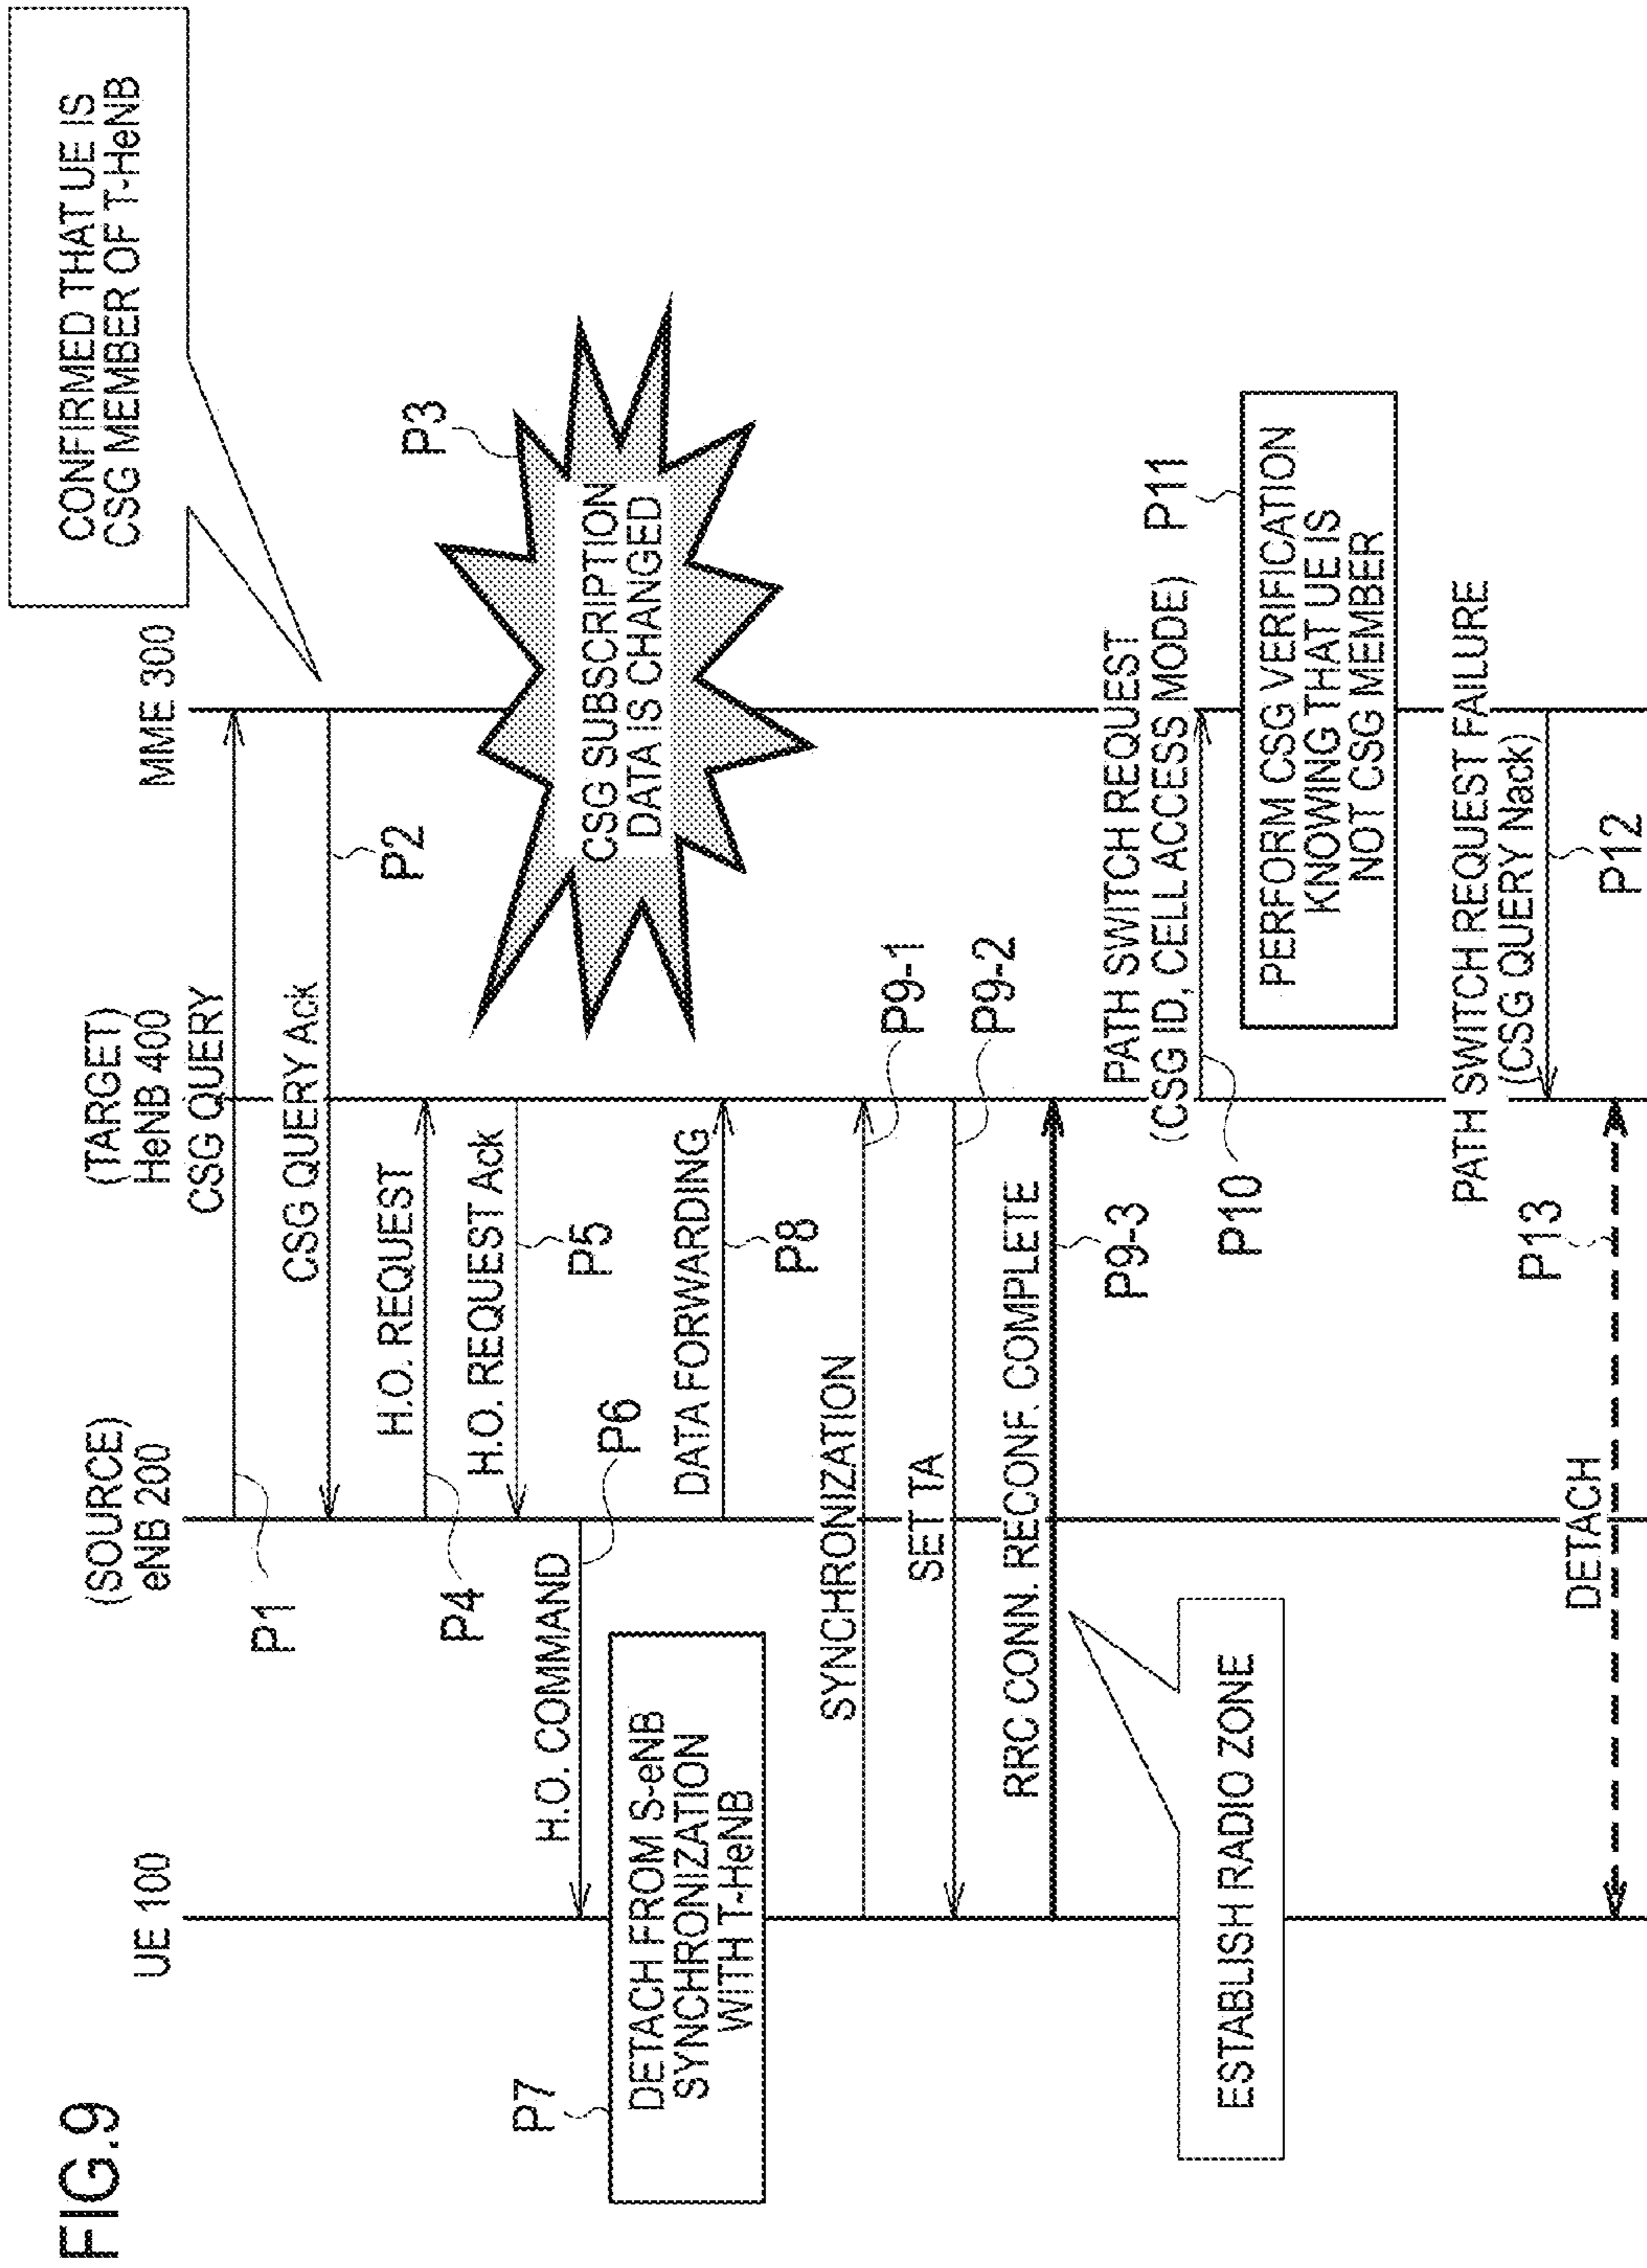 FIG.9
UE 100
(SOURCE)
eNB 200
(TARGET)
HeNB 400
MME 300
CONFIRMED THAT UE IS
CSG MEMBER OF T-HeNB
CSG QUERY
P1
CSG QUERY Ack
P2
P3
CSG SUBSCRIPTION
DATA IS CHANGED
H.O. REQUEST
P4
H.O. REQUEST Ack
P5
H.O. COMMAND
P6
P7
DETACH FROM S-eNB
SYNCHRONIZATION
WITH T-HeNB
DATA FORWARDING
P8
SYNCHRONIZATION
P9-1
SET TA
P9-2
RRC CONN. RECONF. COMPLETE
P9-3
ESTABLISH RADIO ZONE
PATH SWITCH REQUEST
(CSG ID, CELL ACCESS MODE)
P10
P11
PERFORM CSG VERIFICATION
KNOWING THAT UE IS
NOT CSG MEMBER
PATH SWITCH REQUEST FAILURE
(CSG QUERY Nack)
P12
DETACH
P13